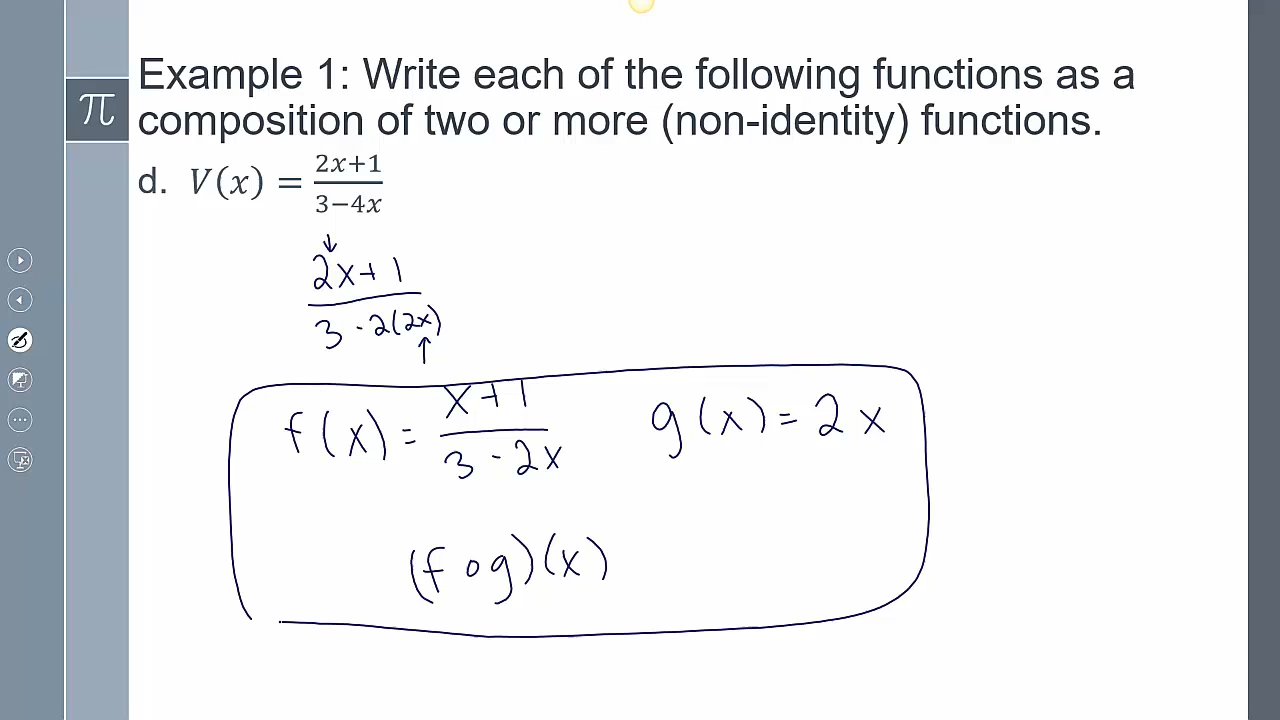 Example 1: Write each of the following functions as a
π
composition of two or more (non-identity) functions.
d. V(x) = (2x+1)/(3−4x)
2x + 1
3 - 2(2x)
f(x) = (x+1)/(3 - 2x)    g(x) = 2x
(f∘g)(x)